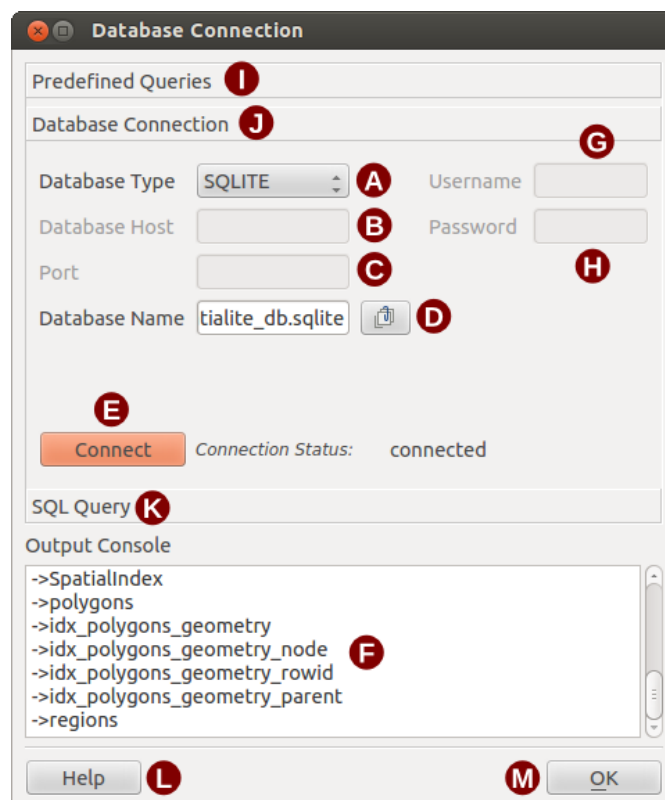 Database Connection
Predefined Queries I
Database Connection J
G
Database Type SQLITE A Username
Database Host B Password
Port C H
Database Name tialite_db.sqlite D
E
Connect Connection Status: connected
SQL Query K
Output Console
->SpatialIndex
->polygons
->idx_polygons_geometry
->idx_polygons_geometry_node F
->idx_polygons_geometry_rowid
->idx_polygons_geometry_parent
->regions
Help L M OK